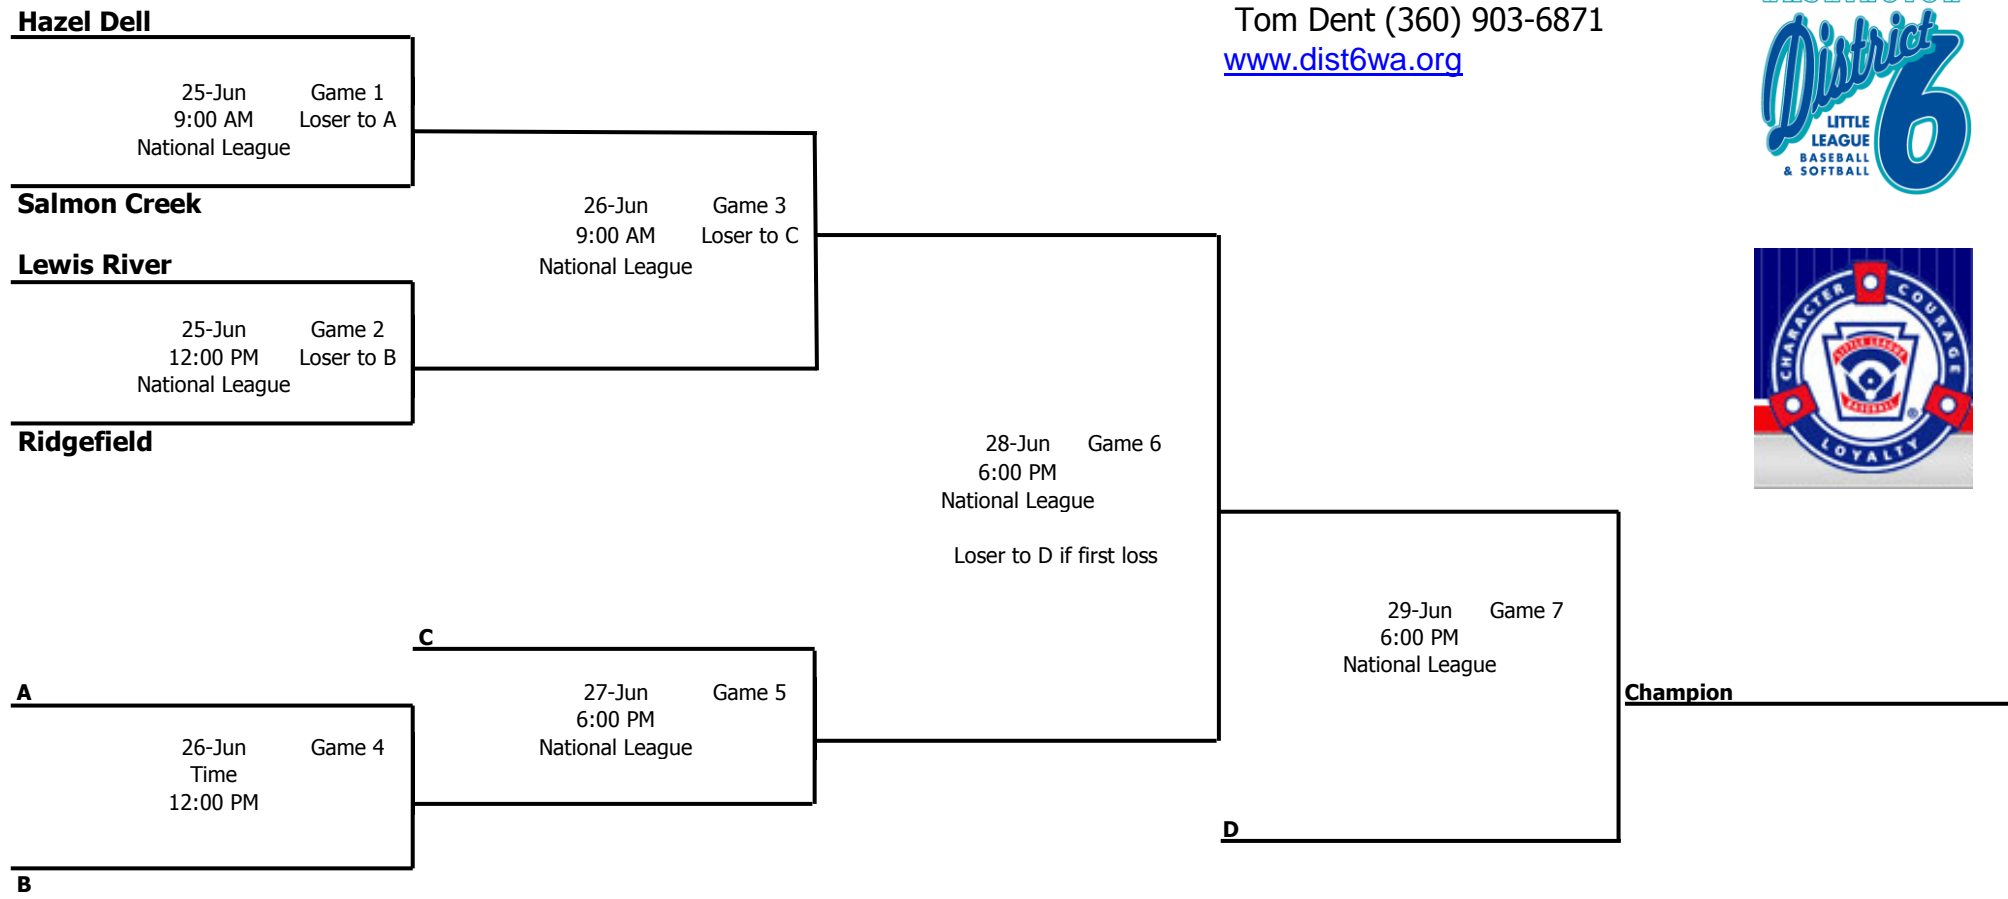 Hazel Dell
Tom Dent (360) 903-6871
www.dist6wa.org
District 6
LITTLE
LEAGUE
BASEBALL
& SOFTBALL
25-Jun Game 1
9:00 AM Loser to A
National League
Salmon Creek
26-Jun Game 3
9:00 AM Loser to C
National League
Lewis River
25-Jun Game 2
12:00 PM Loser to B
National League
Ridgefield
CHARACTER COURAGE LOYALTY
LITTLE LEAGUE
BASEBALL
®
28-Jun Game 6
6:00 PM
National League
Loser to D if first loss
29-Jun Game 7
6:00 PM
National League
C
27-Jun Game 5
6:00 PM
National League
Champion
A
26-Jun Game 4
Time
12:00 PM
D
B